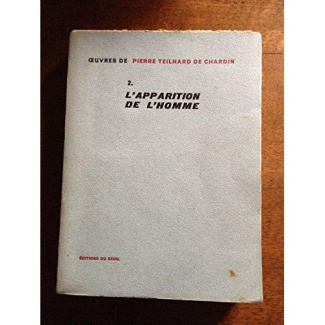 ŒUVRES DE PIERRE TEILHARD DE CHARDIN
2.
L'APPARITION
DE L'HOMME
ÉDITIONS DU SEUIL